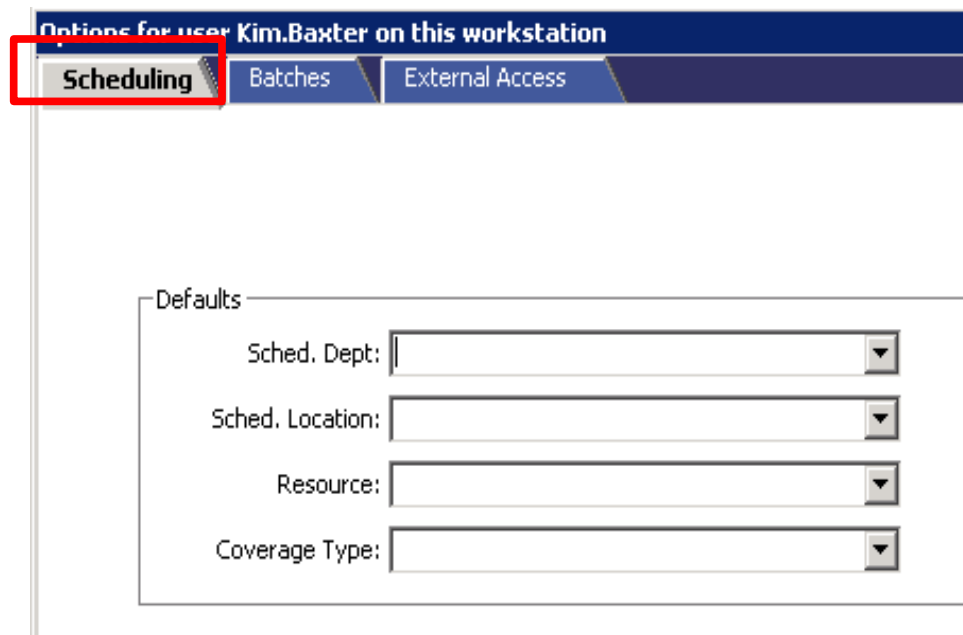 Options for user Kim.Baxter on this workstation
Scheduling Batches External Access
Defaults
Sched. Dept:
Sched. Location:
Resource:
Coverage Type: